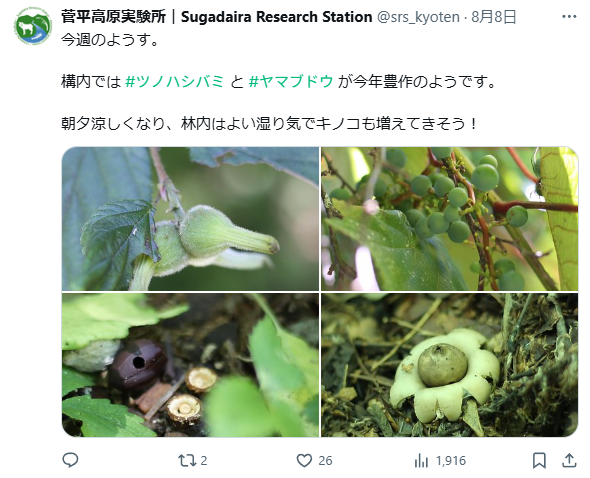 菅平高原実験所｜Sugadaira Research Station @srs_kyoten · 8月8日
今週のようす。
構内では #ツノハシバミ と #ヤマブドウ が今年豊作のようです。
朝夕涼しくなり、林内はよい湿り気でキノコも増えてきそう！
2 26 1,916